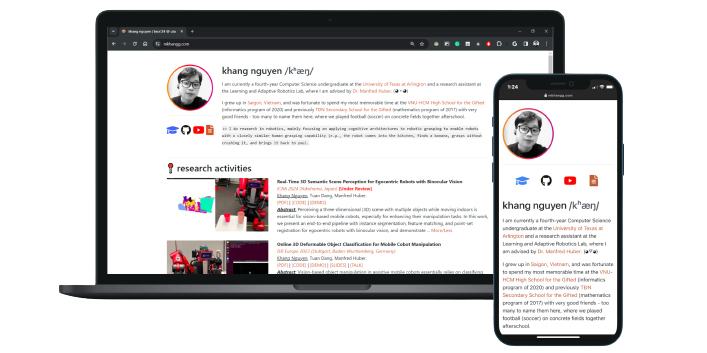 khang nguyen / bacs'24 @ uta
mkhangg.com
khang nguyen /kʰæŋ/
I am currently a fourth-year Computer Science undergraduate at the University of Texas at Arlington and a research assistant at
the Learning and Adaptive Robotics Lab, where I am advised by Dr. Manfred Huber.
I grew up in Saigon, Vietnam, and was fortunate to spend my most memorable time at the VNU-HCM High School for the Gifted
(informatics program of 2020) and previously TĐN Secondary School for the Gifted (mathematics program of 2017) with very good
friends - too many to name them here, where we played football (soccer) on concrete fields together afterschool.
I do research in robotics, mainly focusing on applying cognitive architectures to robotic grasping to enable robots
with a closely similar human grasping capability (e.g., the robot comes into the kitchen, finds a banana, grasps without
crushing it, and brings it back to you).
research activities
Real-Time 3D Semantic Scene Perception for Egocentric Robots with Binocular Vision
ICRA 2024 (Yokohama, Japan) [Under Review]
Khang Nguyen, Tuan Dang, Manfred Huber.
[PDF] | [CODE] | [DEMO]
Abstract: Perceiving a three-dimensional (3D) scene with multiple objects while moving indoors is
essential for vision-based mobile robots, especially for enhancing their manipulation tasks. In this work,
we present an end-to-end pipeline with instance segmentation, feature matching, and point-set
registration for egocentric robots with binocular vision, and demonstrate ... More/Less
Online 3D Deformable Object Classification for Mobile Cobot Manipulation
ISR Europe 2023 (Stuttgart, Baden-Württemberg, Germany)
Khang Nguyen, Tuan Dang, Manfred Huber.
[PDF] | [CODE] | [DEMO] | [SLIDES] | [TALK]
Abstract: Vision-based object manipulation in assistive mobile cobots essentially relies on classifying
1:24
mkhangg.com
khang nguyen /kʰæŋ/
I am currently a fourth-year Computer Science
undergraduate at the University of Texas at
Arlington and a research assistant at the
Learning and Adaptive Robotics Lab, where I
am advised by Dr. Manfred Huber.
I grew up in Saigon, Vietnam, and was fortunate
to spend my most memorable time at the VNU-
HCM High School for the Gifted (informatics
program of 2020) and previously TĐN
Secondary School for the Gifted (mathematics
program of 2017) with very good friends - too
many to name them here, where we played
football (soccer) on concrete fields together
afterschool.